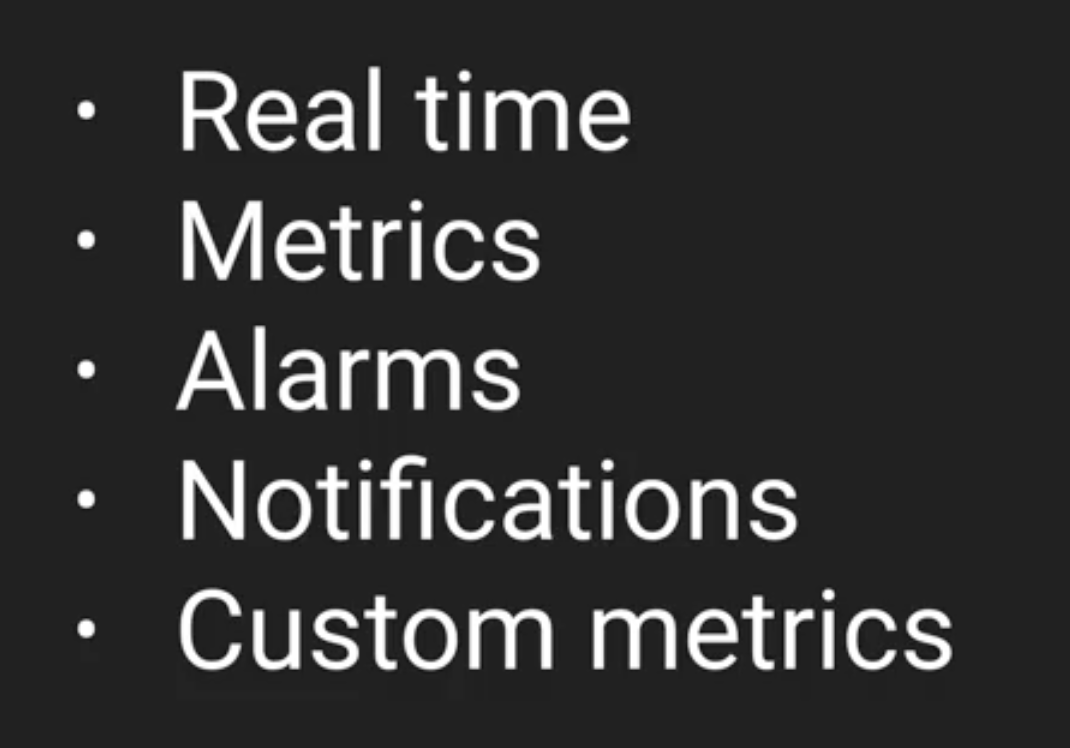 • Real time
• Metrics
• Alarms
• Notifications
• Custom metrics